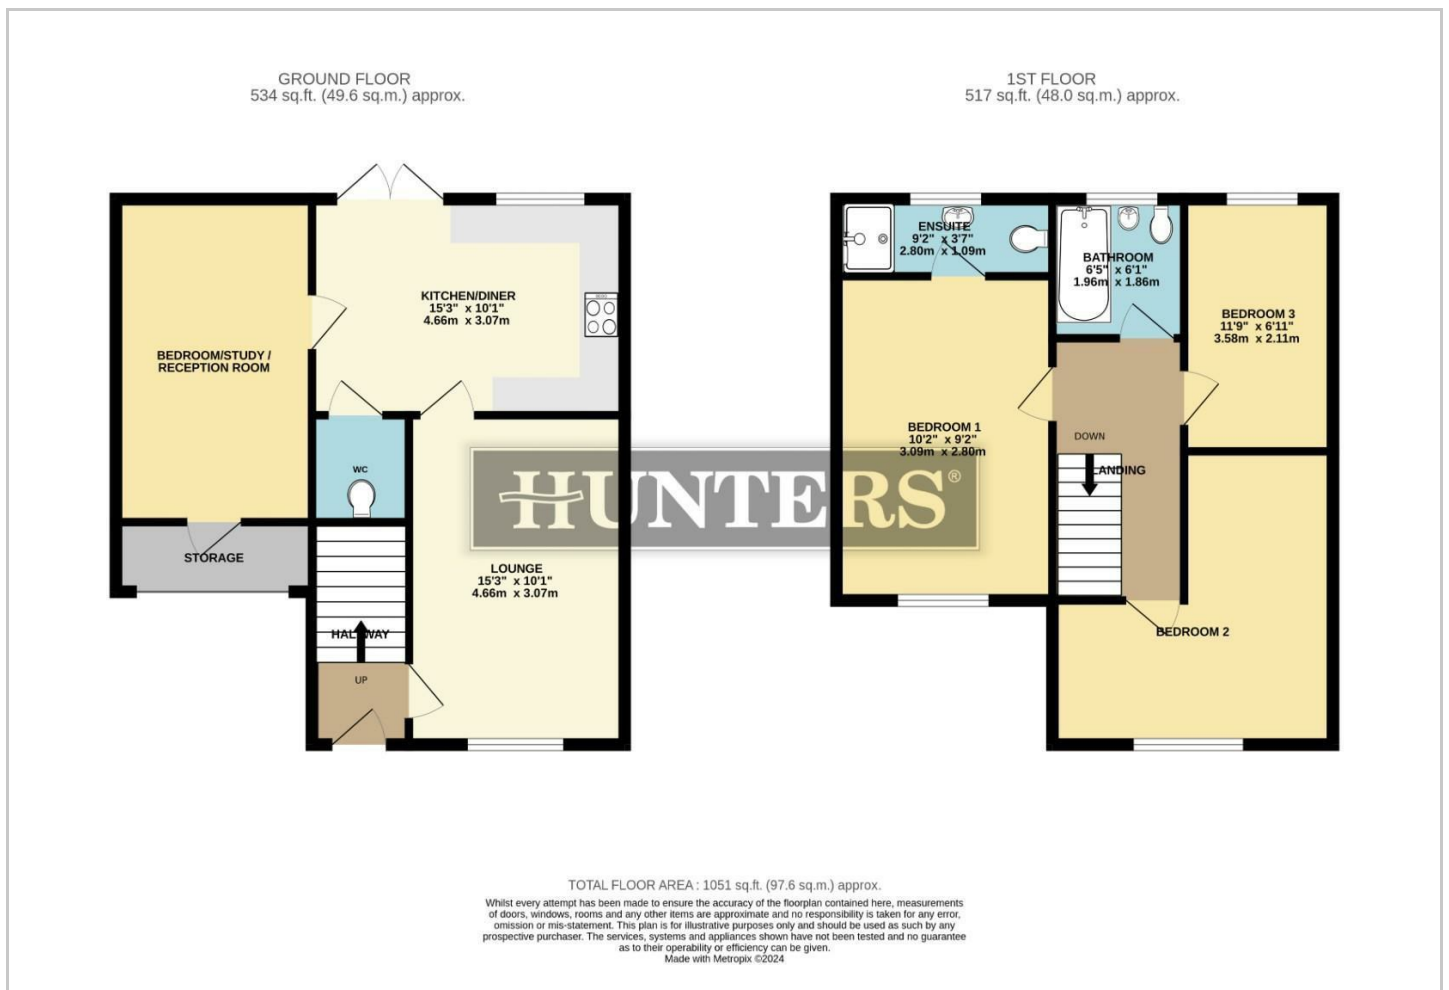 GROUND FLOOR
534 sq.ft. (49.6 sq.m.) approx.
1ST FLOOR
517 sq.ft. (48.0 sq.m.) approx.
KITCHEN/DINER
15'3" x 10'1"
4.66m x 3.07m
BEDROOM/STUDY /
RECEPTION ROOM
WC
STORAGE
LOUNGE
15'3" x 10'1"
4.66m x 3.07m
HALLWAY
UP
ENSUITE
9'2" x 3'7"
2.80m x 1.09m
BATHROOM
6'5" x 6'1"
1.96m x 1.86m
BEDROOM 3
11'9" x 6'11"
3.58m x 2.11m
BEDROOM 1
10'2" x 9'2"
3.09m x 2.80m
DOWN
LANDING
BEDROOM 2
HUNTERS®
TOTAL FLOOR AREA : 1051 sq.ft. (97.6 sq.m.) approx.
Whilst every attempt has been made to ensure the accuracy of the floorplan contained here, measurements
of doors, windows, rooms and any other items are approximate and no responsibility is taken for any error,
omission or mis-statement. This plan is for illustrative purposes only and should be used as such by any
prospective purchaser. The services, systems and appliances shown have not been tested and no guarantee
as to their operability or efficiency can be given.
Made with Metropix ©2024